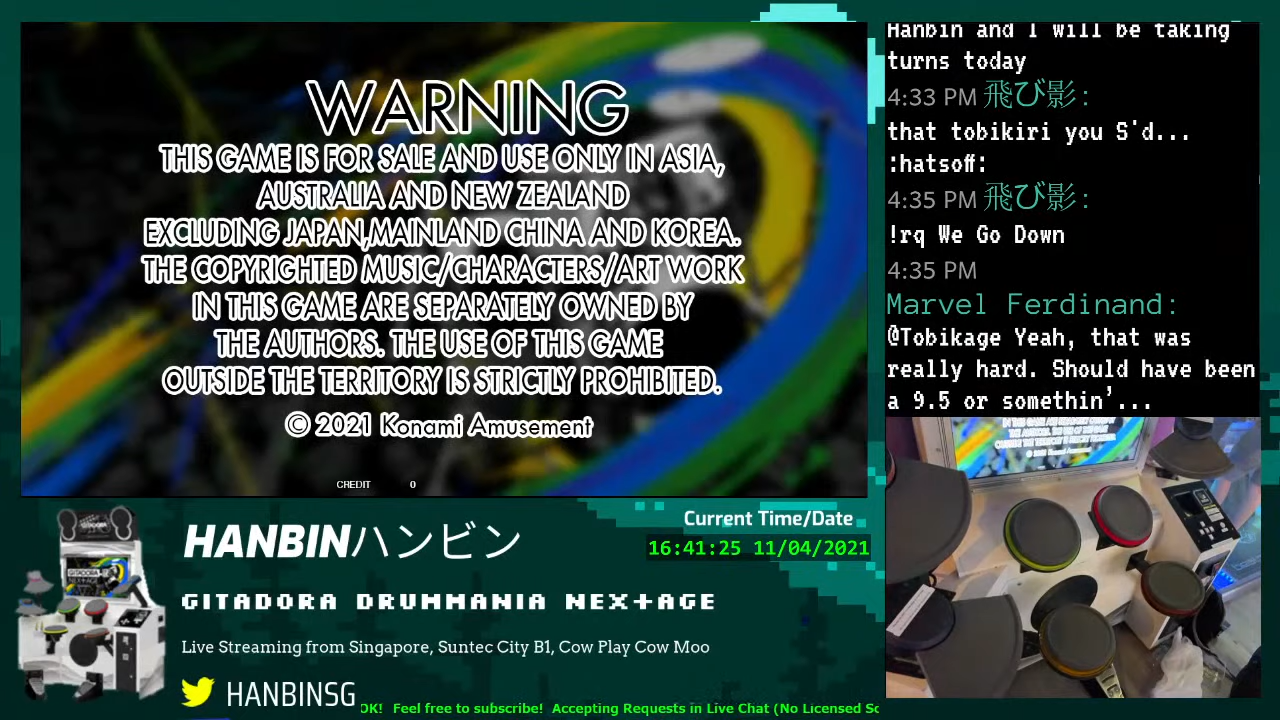 WARNING
THIS GAME IS FOR SALE AND USE ONLY IN ASIA,
AUSTRALIA AND NEW ZEALAND
EXCLUDING JAPAN,MAINLAND CHINA AND KOREA.
THE COPYRIGHTED MUSIC/CHARACTERS/ART WORK
IN THIS GAME ARE SEPARATELY OWNED BY
THE AUTHORS. THE USE OF THIS GAME
OUTSIDE THE TERRITORY IS STRICTLY PROHIBITED.
© 2021 Konami Amusement
CREDIT 0
Hanbin and I will be taking
turns today
4:33 PM 飛び影:
that tobikiri you S'd...
:hatsoff:
4:35 PM 飛び影:
!rq We Go Down
4:35 PM
Marvel Ferdinand:
@Tobikage Yeah, that was
really hard. Should have been
a 9.5 or somethin’...
HANBINハンビン
Current Time/Date
16:41:25 11/04/2021
GITADORA DRUMMANIA NEX+AGE
Live Streaming from Singapore, Suntec City B1, Cow Play Cow Moo
HANBINSG
OK! Feel free to subscribe! Accepting Requests in Live Chat (No Licensed So